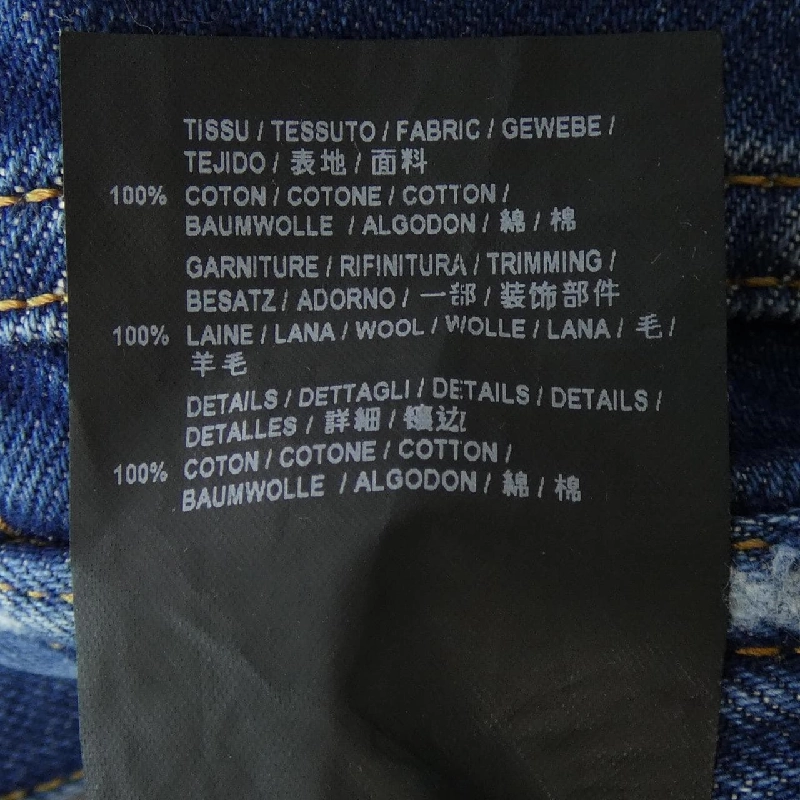 TISSU / TESSUTO / FABRIC / GEWEBE /
TEJIDO / 表地 / 面料
100% COTON / COTONE / COTTON /
BAUMWOLLE / ALGODON / 綿 / 棉
GARNITURE / RIFINITURA / TRIMMING /
BESATZ / ADORNO / 一部 / 装饰部件
100% LAINE / LANA / WOOL / WOLLE / LANA / 毛 /
羊毛
DETAILS / DETTAGLI / DETAILS / DETAILS /
DETALLES / 詳細 / 镶边
100% COTON / COTONE / COTTON /
BAUMWOLLE / ALGODON / 綿 / 棉